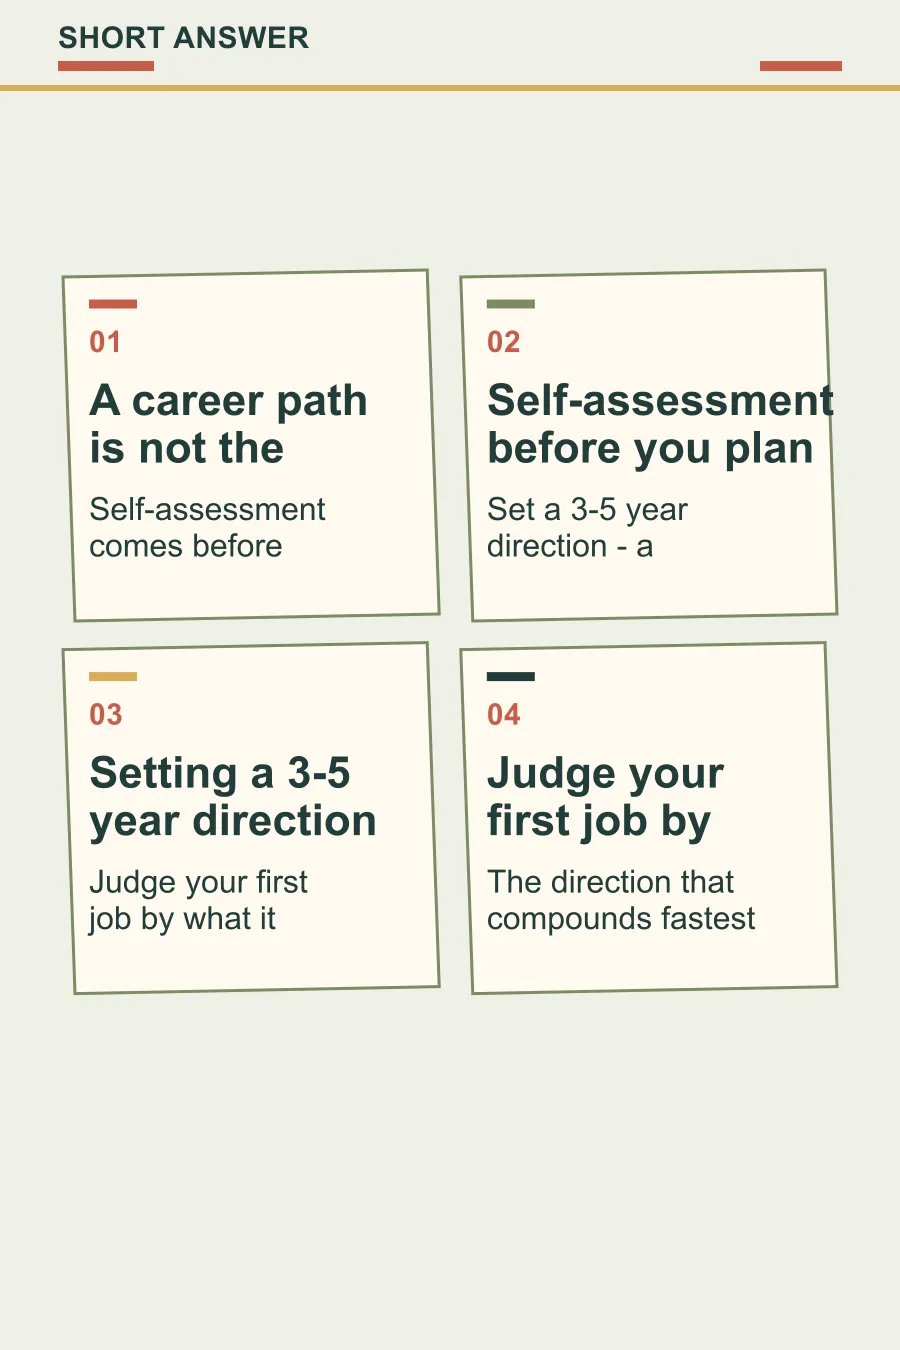 SHORT ANSWER
01
A career path
is not the
Self-assessment
comes before
02
Self-assessment
before you plan
Set a 3-5 year
direction - a
03
Setting a 3-5
year direction
Judge your first
job by what it
04
Judge your
first job by
The direction that
compounds fastest